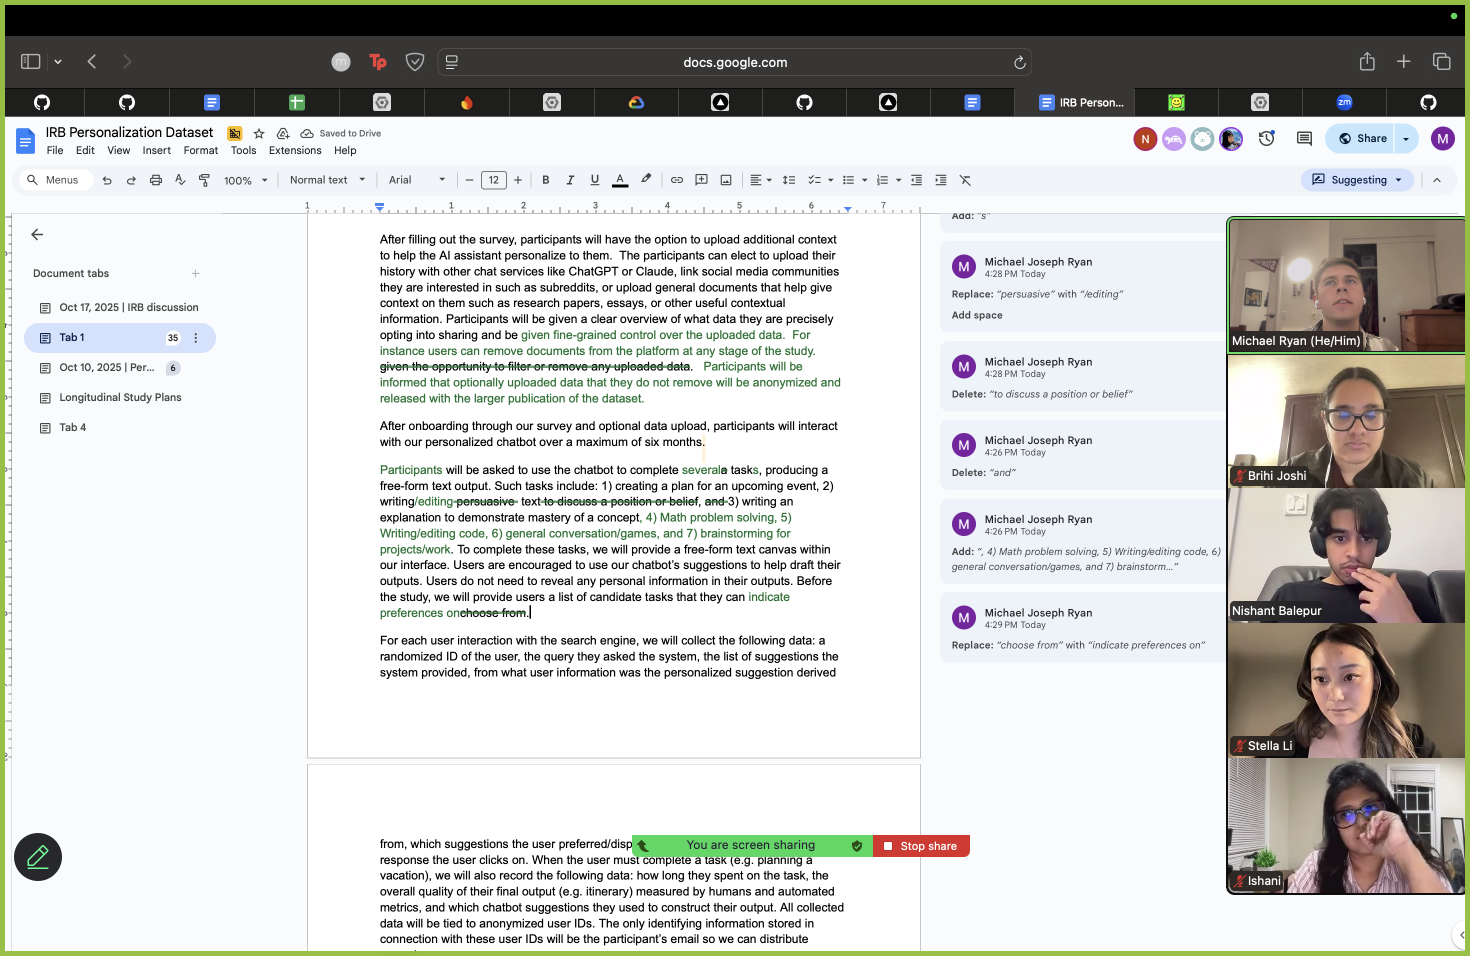 Tp
docs.google.com
IRB Person...
zm
IRB Personalization Dataset
Saved to Drive
File Edit View Insert Format Tools Extensions Help
N
Share
M
Menus
100%
Normal text
Arial
12
B I U A
Suggesting
1 1 2 3 4 5 6 7
Document tabs
Oct 17, 2025 | IRB discussion
Tab 1 35
Oct 10, 2025 | Per... 6
Longitudinal Study Plans
Tab 4
After filling out the survey, participants will have the option to upload additional context
to help the AI assistant personalize to them. The participants can elect to upload their
history with other chat services like ChatGPT or Claude, link social media communities
they are interested in such as subreddits, or upload general documents that help give
context on them such as research papers, essays, or other useful contextual
information. Participants will be given a clear overview of what data they are precisely
opting into sharing and be given fine-grained control over the uploaded data. For
instance users can remove documents from the platform at any stage of the study.
given the opportunity to filter or remove any uploaded data. Participants will be
informed that optionally uploaded data that they do not remove will be anonymized and
released with the larger publication of the dataset.
After onboarding through our survey and optional data upload, participants will interact
with our personalized chatbot over a maximum of six months.
Participants will be asked to use the chatbot to complete severala tasks, producing a
free-form text output. Such tasks include: 1) creating a plan for an upcoming event, 2)
writing/editing persuasive text to discuss a position or belief, and 3) writing an
explanation to demonstrate mastery of a concept, 4) Math problem solving, 5)
Writing/editing code, 6) general conversation/games, and 7) brainstorming for
projects/work. To complete these tasks, we will provide a free-form text canvas within
our interface. Users are encouraged to use our chatbot's suggestions to help draft their
outputs. Users do not need to reveal any personal information in their outputs. Before
the study, we will provide users a list of candidate tasks that they can indicate
preferences onchoose from.
For each user interaction with the search engine, we will collect the following data: a
randomized ID of the user, the query they asked the system, the list of suggestions the
system provided, from what user information was the personalized suggestion derived
from, which suggestions the user preferred/disp
response the user clicks on. When the user must complete a task (e.g. planning a
vacation), we will also record the following data: how long they spent on the task, the
overall quality of their final output (e.g. itinerary) measured by humans and automated
metrics, and which chatbot suggestions they used to construct their output. All collected
data will be tied to anonymized user IDs. The only identifying information stored in
connection with these user IDs will be the participant's email so we can distribute
Add: "s"
M
Michael Joseph Ryan
4:28 PM Today
Replace: "persuasive" with "/editing"
Add space
M
Michael Joseph Ryan
4:28 PM Today
Delete: "to discuss a position or belief"
M
Michael Joseph Ryan
4:26 PM Today
Delete: "and"
M
Michael Joseph Ryan
4:26 PM Today
Add: ", 4) Math problem solving, 5) Writing/editing code, 6)
general conversation/games, and 7) brainstorm..."
M
Michael Joseph Ryan
4:29 PM Today
Replace: "choose from" with "indicate preferences on"
Michael Ryan (He/Him)
Brihi Joshi
Nishant Balepur
Stella Li
Ishani
You are screen sharing
Stop share